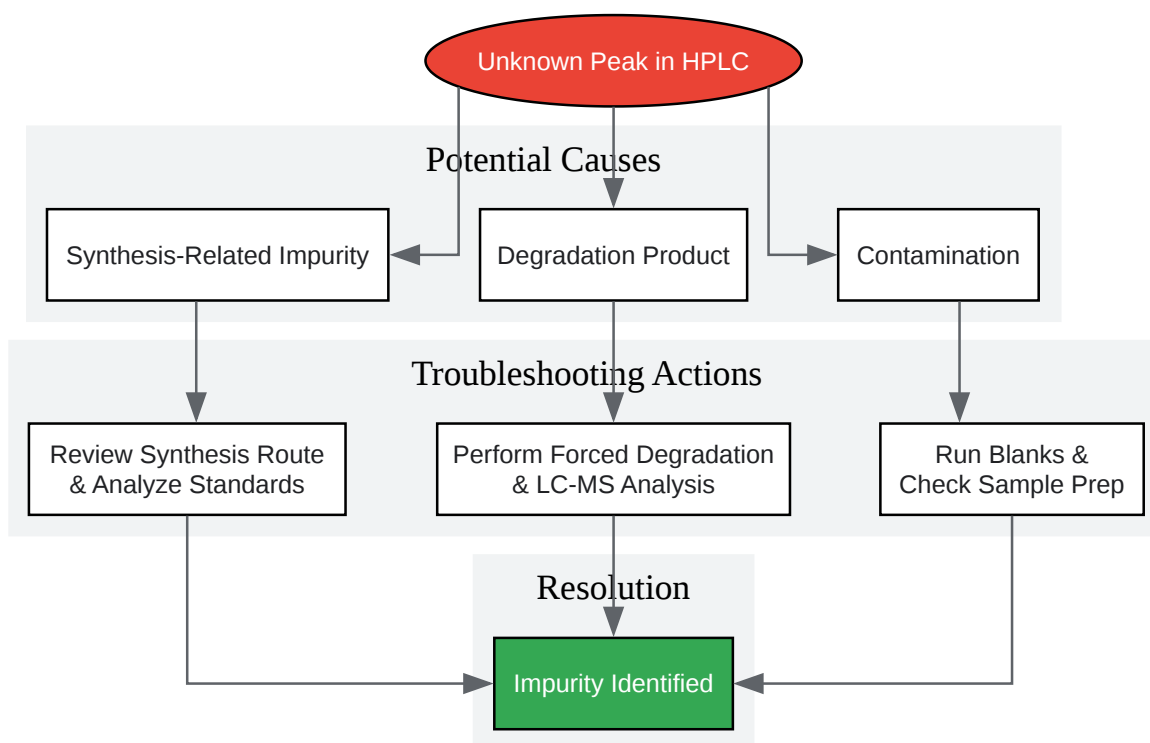 Unknown Peak in HPLC
Potential Causes
Synthesis-Related Impurity
Degradation Product
Contamination
Troubleshooting Actions
Review Synthesis Route
& Analyze Standards
Perform Forced Degradation
& LC-MS Analysis
Run Blanks &
Check Sample Prep
Resolution
Impurity Identified